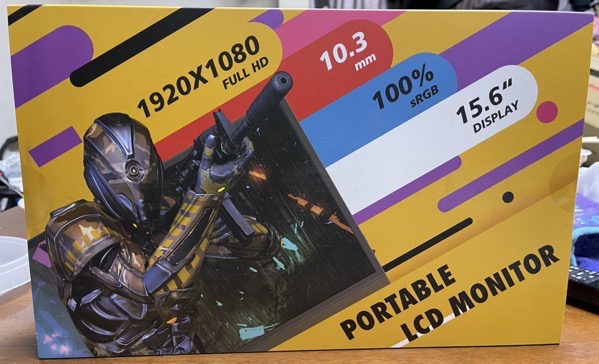 1920X1080
FULL HD
10.3
mm
100%
sRGB
15.6"
DISPLAY
PORTABLE
LCD MONITOR